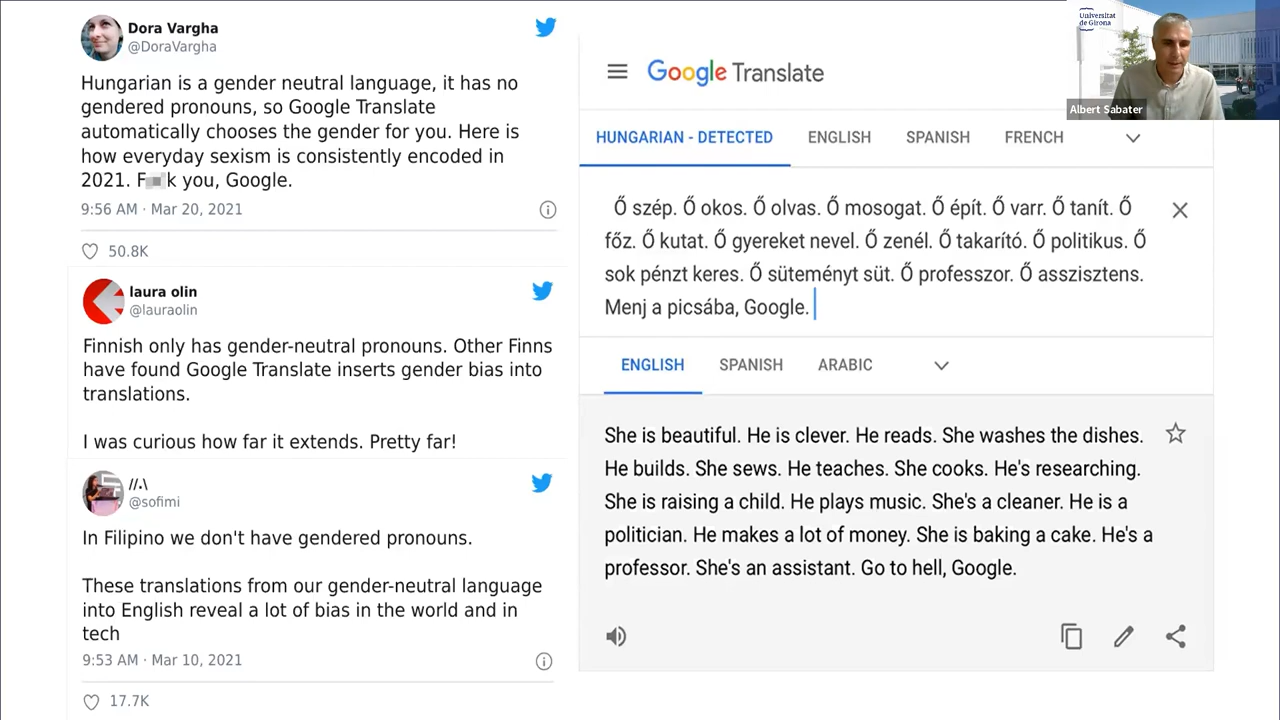 Dora Vargha
@DoraVargha
Hungarian is a gender neutral language, it has no
gendered pronouns, so Google Translate
automatically chooses the gender for you. Here is
how everyday sexism is consistently encoded in
2021. F k you, Google.
9:56 AM · Mar 20, 2021
50.8K
laura olin
@lauraolin
Finnish only has gender-neutral pronouns. Other Finns
have found Google Translate inserts gender bias into
translations.
I was curious how far it extends. Pretty far!
//.\
@sofimi
In Filipino we don't have gendered pronouns.
These translations from our gender-neutral language
into English reveal a lot of bias in the world and in
tech
9:53 AM · Mar 10, 2021
17.7K
Google Translate
HUNGARIAN - DETECTED ENGLISH SPANISH FRENCH
Ő szép. Ő okos. Ő olvas. Ő mosogat. Ő épít. Ő varr. Ő tanít. Ő
főz. Ő kutat. Ő gyereket nevel. Ő zenél. Ő takarító. Ő politikus. Ő
sok pénzt keres. Ő süteményt süt. Ő professzor. Ő asszisztens.
Menj a picsába, Google.
ENGLISH SPANISH ARABIC
She is beautiful. He is clever. He reads. She washes the dishes.
He builds. She sews. He teaches. She cooks. He's researching.
She is raising a child. He plays music. She's a cleaner. He is a
politician. He makes a lot of money. She is baking a cake. He's a
professor. She's an assistant. Go to hell, Google.
Universitat
de Girona
Albert Sabater